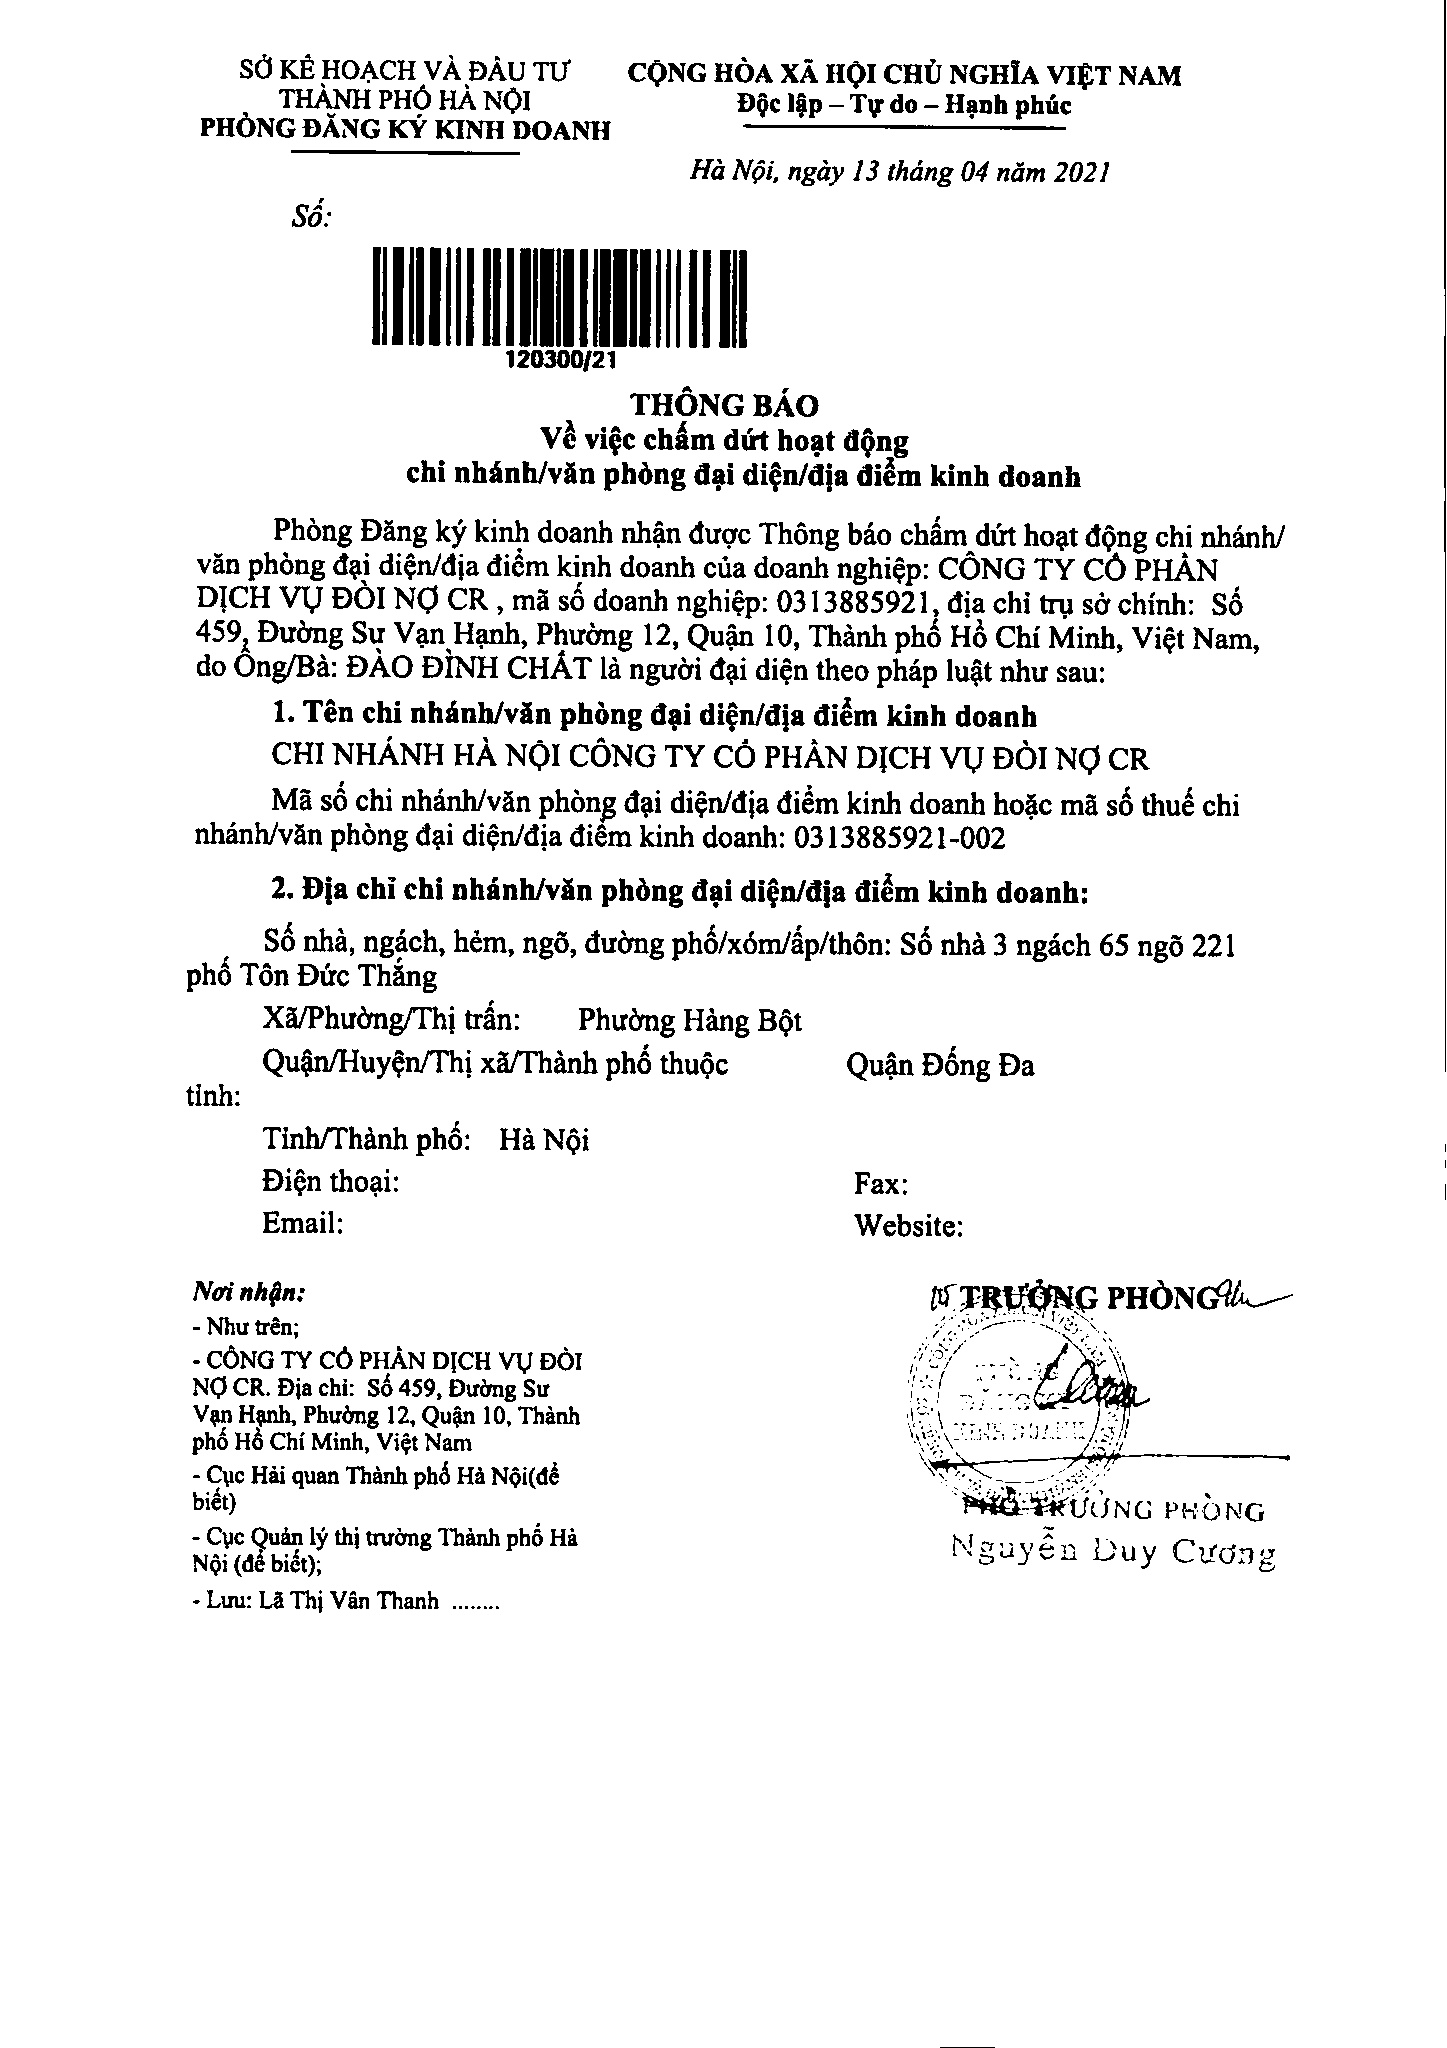 SỞ KẾ HOẠCH VÀ ĐẦU TƯ
THÀNH PHỐ HÀ NỘI
PHÒNG ĐĂNG KÝ KINH DOANH
CỘNG HÒA XÃ HỘI CHỦ NGHĨA VIỆT NAM
Độc lập – Tự do – Hạnh phúc
Hà Nội, ngày 13 tháng 04 năm 2021
Số:
120300/21
THÔNG BÁO
Về việc chấm dứt hoạt động
chi nhánh/văn phòng đại diện/địa điểm kinh doanh
Phòng Đăng ký kinh doanh nhận được Thông báo chấm dứt hoạt động chi nhánh/
văn phòng đại diện/địa điểm kinh doanh của doanh nghiệp: CÔNG TY CỔ PHẦN
DỊCH VỤ ĐÒI NỢ CR , mã số doanh nghiệp: 0313885921, địa chỉ trụ sở chính: Số
459, Đường Sư Vạn Hạnh, Phường 12, Quận 10, Thành phố Hồ Chí Minh, Việt Nam,
do Ông/Bà: ĐÀO ĐÌNH CHẤT là người đại diện theo pháp luật như sau:
1. Tên chi nhánh/văn phòng đại diện/địa điểm kinh doanh
CHI NHÁNH HÀ NỘI CÔNG TY CỔ PHẦN DỊCH VỤ ĐÒI NỢ CR
Mã số chi nhánh/văn phòng đại diện/địa điểm kinh doanh hoặc mã số thuế chi
nhánh/văn phòng đại diện/địa điểm kinh doanh: 0313885921-002
2. Địa chỉ chi nhánh/văn phòng đại diện/địa điểm kinh doanh:
Số nhà, ngách, hẻm, ngõ, đường phố/xóm/ấp/thôn: Số nhà 3 ngách 65 ngõ 221
phố Tôn Đức Thắng
Xã/Phường/Thị trấn: Phường Hàng Bột
Quận/Huyện/Thị xã/Thành phố thuộc Quận Đống Đa
tỉnh:
Tỉnh/Thành phố: Hà Nội
Điện thoại: Fax:
Email: Website:
Nơi nhận:
- Như trên;
- CÔNG TY CỔ PHẦN DỊCH VỤ ĐÒI
NỢ CR. Địa chỉ: Số 459, Đường Sư
Vạn Hạnh, Phường 12, Quận 10, Thành
phố Hồ Chí Minh, Việt Nam
- Cục Hải quan Thành phố Hà Nội(để
biết)
- Cục Quản lý thị trường Thành phố Hà
Nội (để biết);
- Lưu: Lã Thị Vân Thanh ........
TRƯỞNG PHÒNG
PHÒNG
ĐĂNG KÝ
KINH DOANH
PHÓ TRƯỞNG PHÒNG
Nguyễn Duy Cương